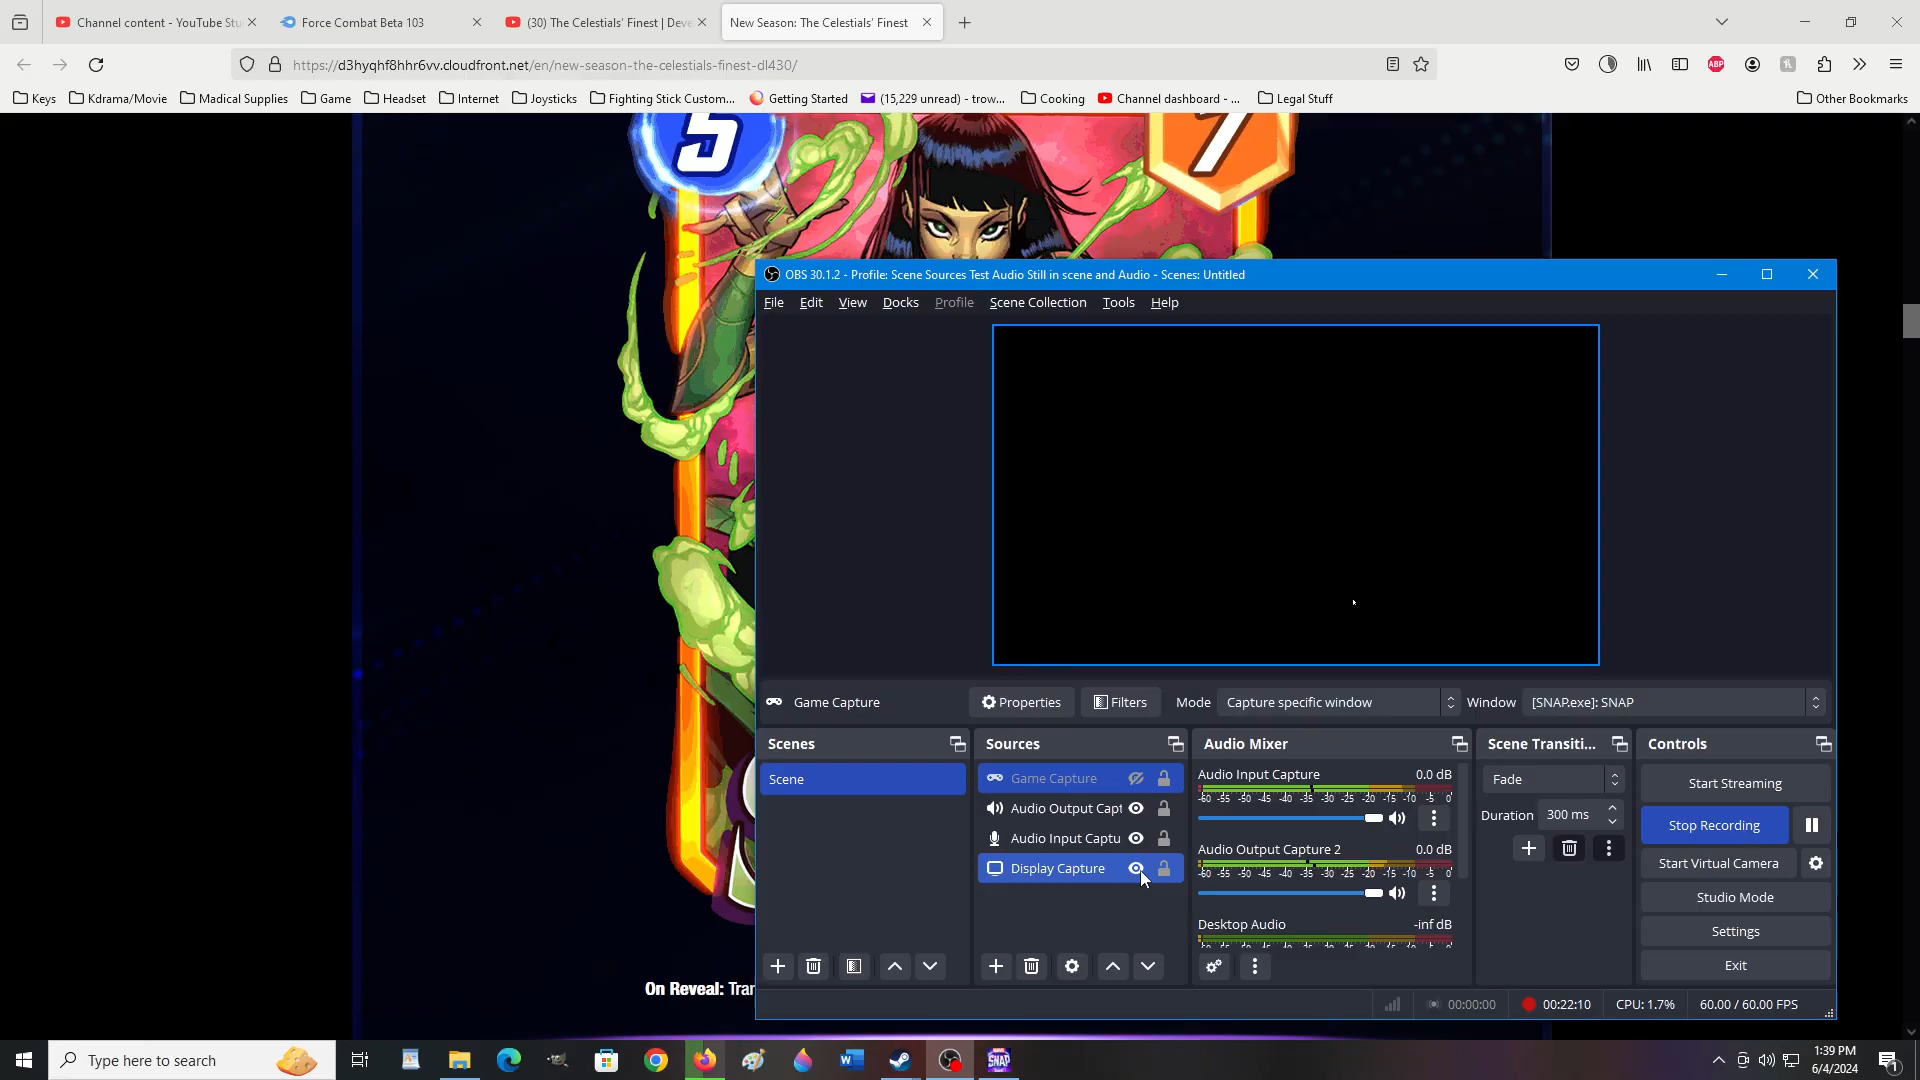 Channel content - YouTube Stu
Force Combat Beta 103
(30) The Celestials' Finest | Deve
New Season: The Celestials' Finest
https://d3hyqhf8hhr6vv.cloudfront.net/en/new-season-the-celestials-finest-dl430/
ABP
Keys
Kdrama/Movie
Madical Supplies
Game
Headset
Internet
Joysticks
Fighting Stick Custom...
Getting Started
(15,229 unread) - trow...
Cooking
Channel dashboard - ...
Legal Stuff
Other Bookmarks
5
7
OBS 30.1.2 - Profile: Scene Sources Test Audio Still in scene and Audio - Scenes: Untitled
File Edit View Docks Profile Scene Collection Tools Help
Game Capture
Properties
Filters
Mode
Capture specific window
Window
[SNAP.exe]: SNAP
Scenes
Scene
Sources
Game Capture
Audio Output Capt
Audio Input Captu
Display Capture
Audio Mixer
Audio Input Capture 0.0 dB
-60 -55 -50 -45 -40 -35 -30 -25 -20 -15 -10 -5 0
Audio Output Capture 2 0.0 dB
-60 -55 -50 -45 -40 -35 -30 -25 -20 -15 -10 -5 0
Desktop Audio -inf dB
Scene Transiti...
Fade
Duration 300 ms
Controls
Start Streaming
Stop Recording
Start Virtual Camera
Studio Mode
Settings
Exit
On Reveal: Tran
00:00:00
00:22:10
CPU: 1.7%
60.00 / 60.00 FPS
Type here to search
SNAP
1:39 PM
6/4/2024
1